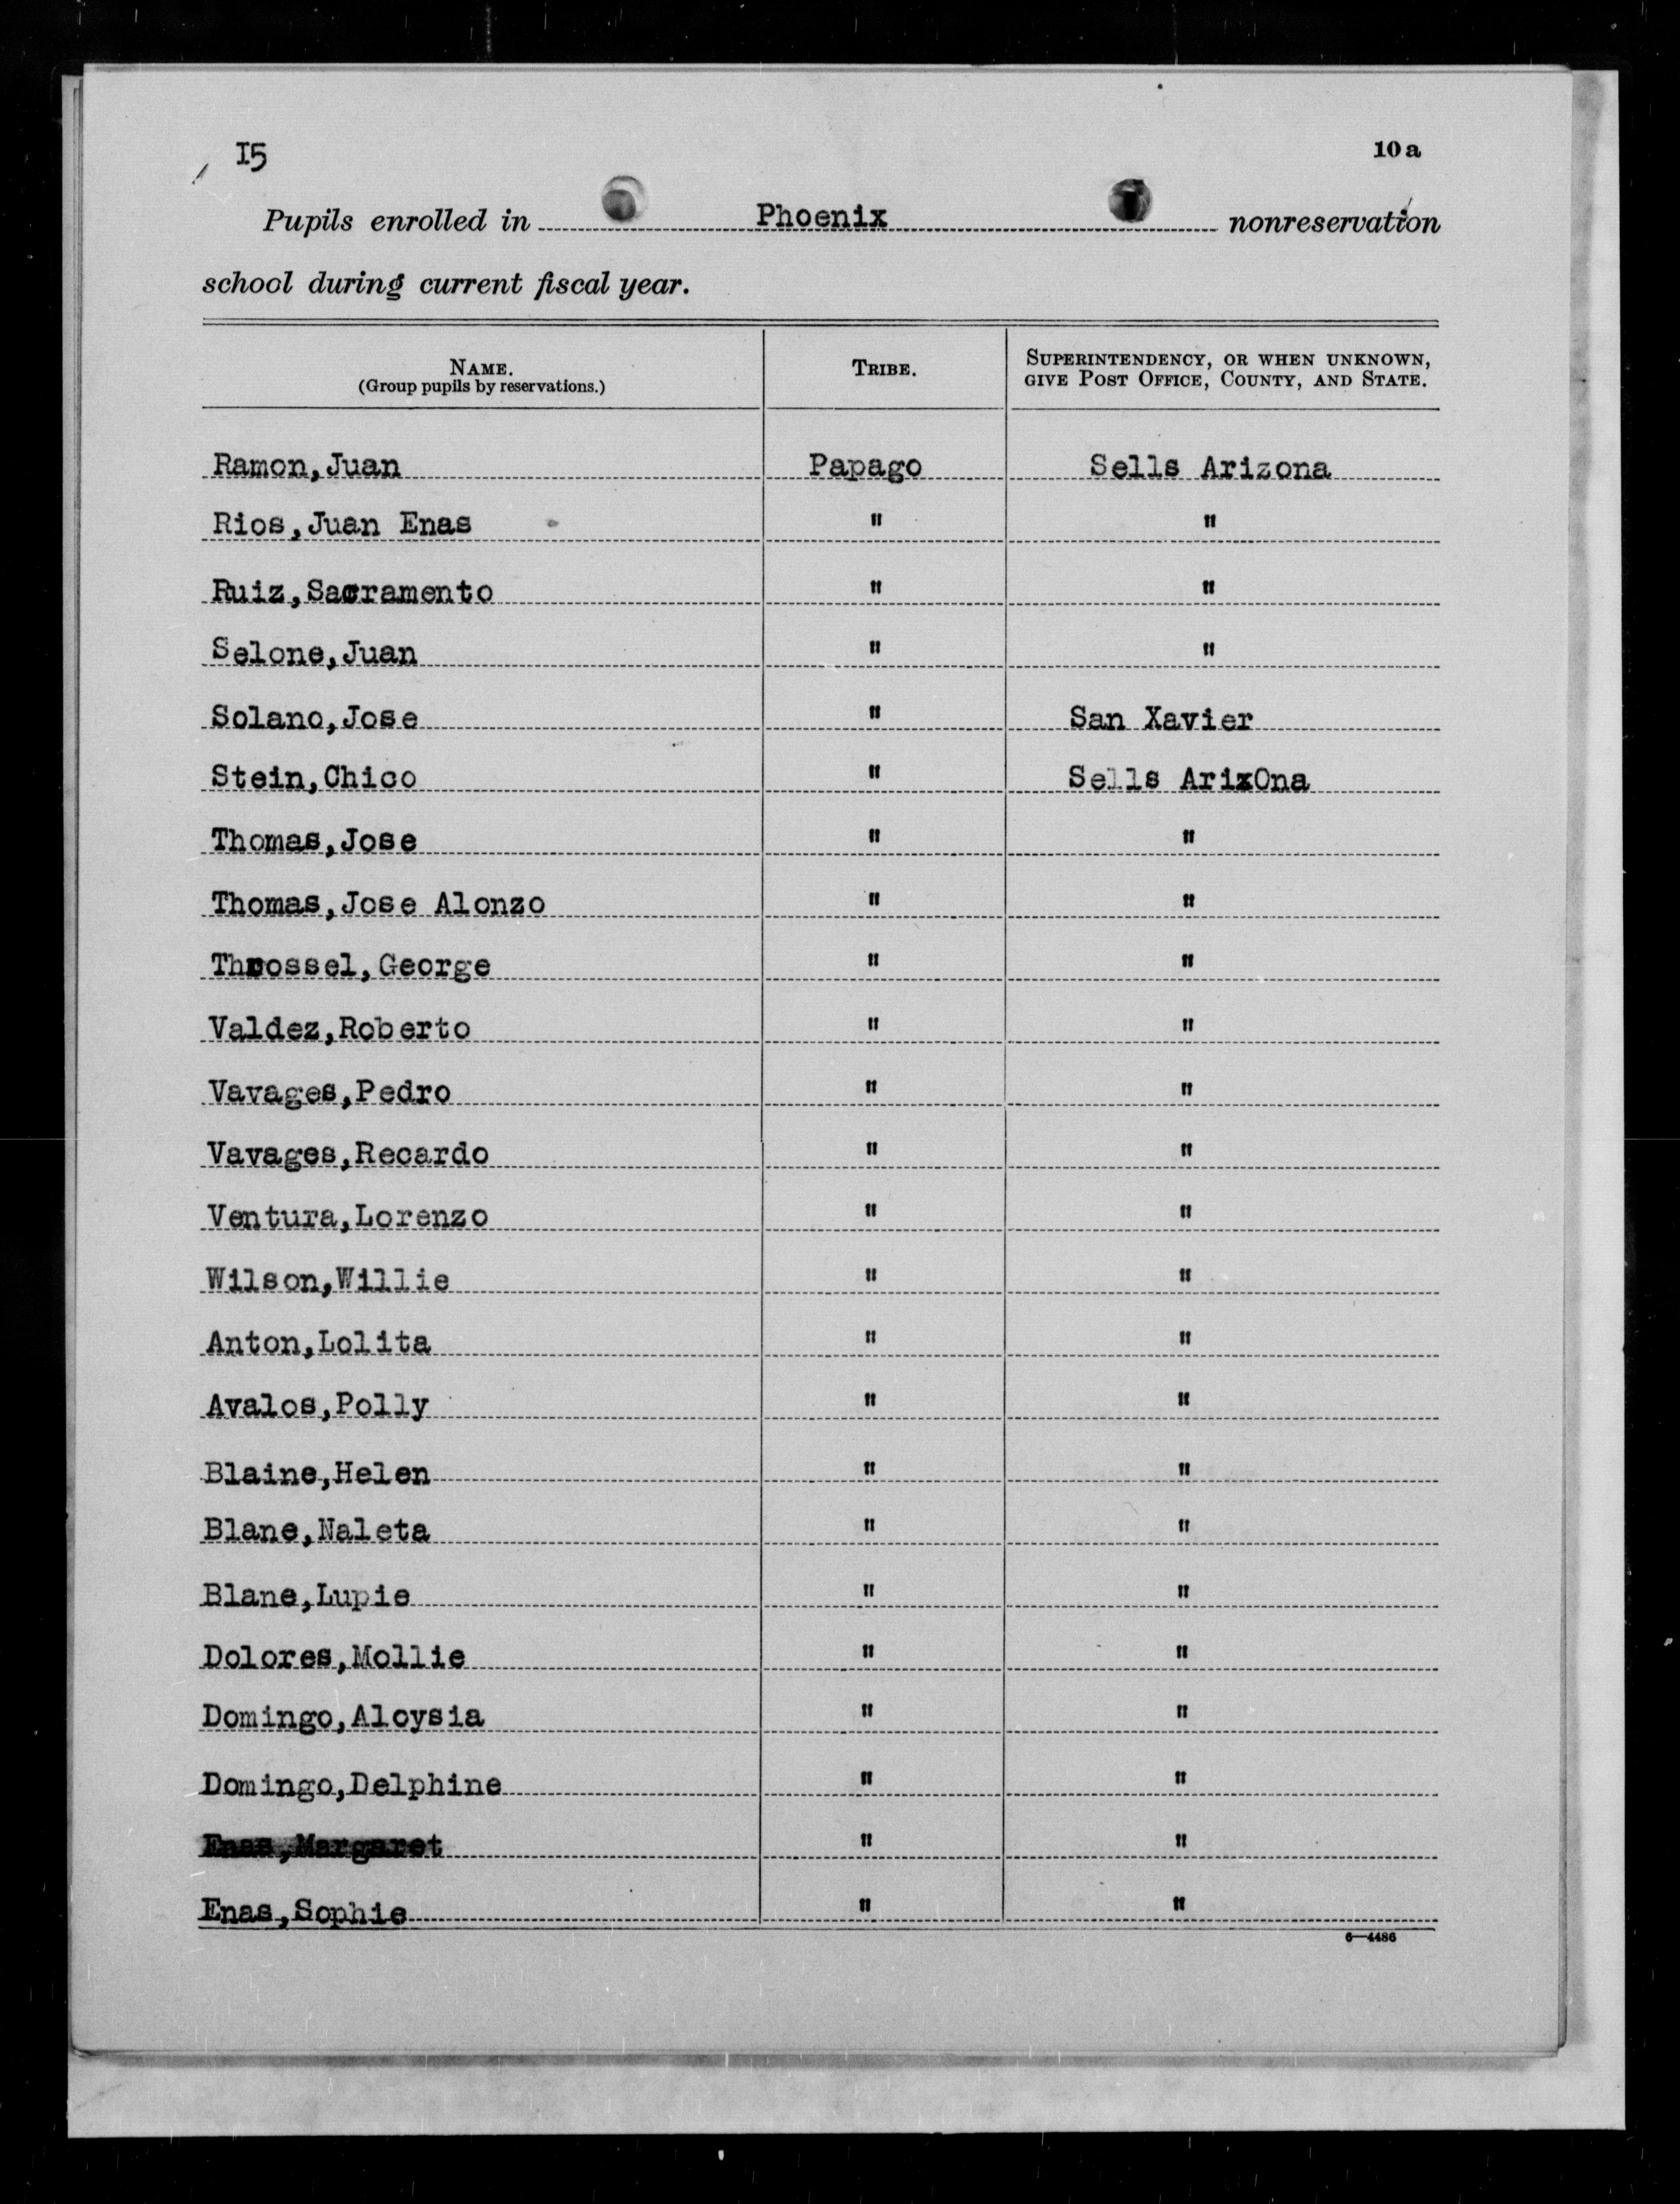 I5
10a
Pupils enrolled in Phoenix nonreservation
school during current fiscal year.
NAME. TRIBE. SUPERINTENDENCY, OR WHEN UNKNOWN,
(Group pupils by reservations.) GIVE POST OFFICE, COUNTY, AND STATE.
Ramon,Juan Papago Sells Arizona
Rios,Juan Enas " "
Ruiz,Sacramento " "
Selone,Juan " "
Solano,Jose " San Xavier
Stein,Chico " Sells ArizOna
Thomas,Jose " "
Thomas,Jose Alonzo " "
Throssel,George " "
Valdez,Roberto " "
Vavages,Pedro " "
Vavages,Recardo " "
Ventura,Lorenzo " "
Wilson,Willie " "
Anton,Lolita " "
Avalos,Polly " "
Blaine,Helen " "
Blane,Naleta " "
Blane,Lupie " "
Dolores,Mollie " "
Domingo,Aloysia " "
Domingo,Delphine " "
Enas,Margaret " "
Enas,Sophie " "
6—4486